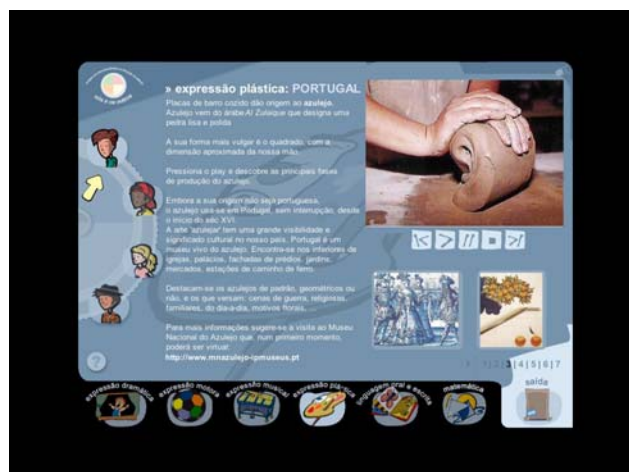 » expressão plástica: PORTUGAL
Placas de barro cozido dão origem ao azulejo.
Azulejo vem do árabe Al Zulaique que designa uma
pedra lisa e polida
A sua forma mais vulgar é o quadrado, com a
dimensão aproximada da nossa mão.
Pressiona o play e descobre as principais fases
de produção do azulejo.
Embora a sua origem não seja portuguesa,
o azulejo usa-se em Portugal, sem interrupção, desde
o início do séc XVI.
A arte 'azulejar' tem uma grande visibilidade e
significado cultural no nosso país. Portugal é um
museu vivo do azulejo. Encontra-se nos interiores de
igrejas, palácios, fachadas de prédios, jardins,
mercados, estações de caminho de ferro.
Destacam-se os azulejos de padrão, geométricos ou
não, e os que versam: cenas de guerra, religiosas,
familiares, do dia-a-dia, motivos florais.
Para mais informações sugere-se a visita ao Museu
Nacional do Azulejo que, num primeiro momento,
poderá ser virtual:
http://www.mnazulejo-ipmuseus.pt
?
|1|2|3|4|5|6|7
expressão dramática
expressão motora
expressão musical
expressão plástica
linguagem oral e escrita
matemática
saída